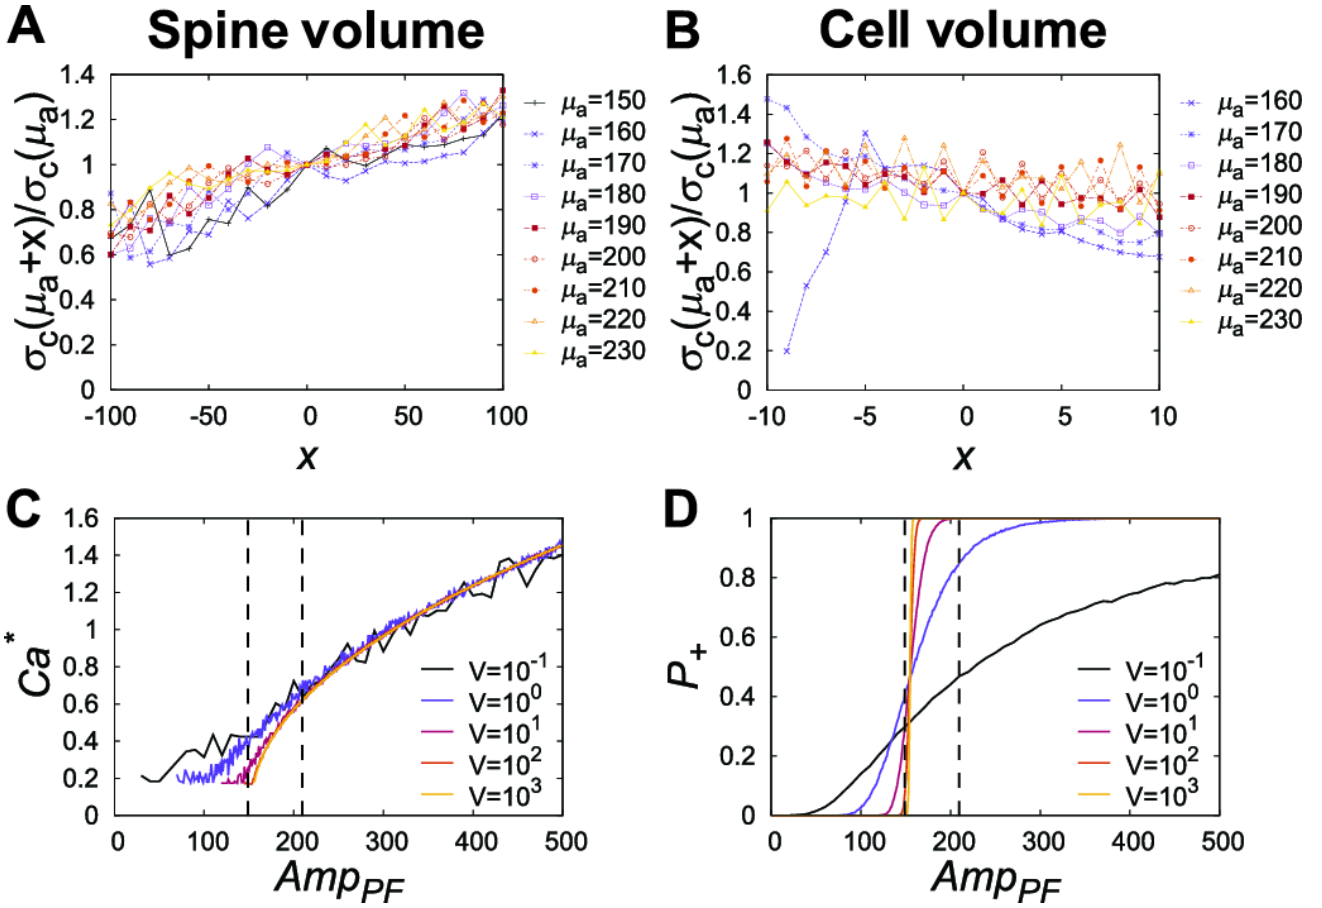 A Spine volume
σc(μa+x)/σc(μa)
1.4
1.2
1
0.8
0.6
0.4
0.2
0
-100 -50 0 50 100
x
μa=150
μa=160
μa=170
μa=180
μa=190
μa=200
μa=210
μa=220
μa=230
B Cell volume
σc(μa+x)/σc(μa)
1.6
1.4
1.2
1
0.8
0.6
0.4
0.2
0
-10 -5 0 5 10
x
μa=160
μa=170
μa=180
μa=190
μa=200
μa=210
μa=220
μa=230
C
Ca*
1.6
1.4
1.2
1
0.8
0.6
0.4
0.2
0
0 100 200 300 400 500
AmpPF
V=10-1
V=100
V=101
V=102
V=103
D
P+
1
0.8
0.6
0.4
0.2
0
0 100 200 300 400 500
AmpPF
V=10-1
V=100
V=101
V=102
V=103